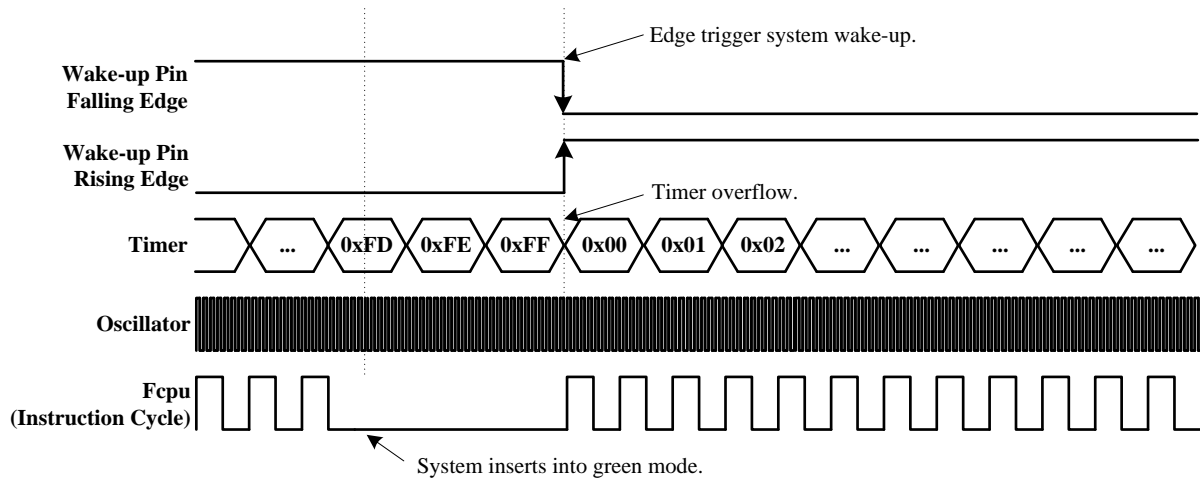 Edge trigger system wake-up.
Wake-up Pin
Falling Edge
Wake-up Pin
Rising Edge
Timer overflow.
Timer ... 0xFD 0xFE 0xFF 0x00 0x01 0x02 ... ... ... ... ...
Oscillator
Fcpu
(Instruction Cycle)
System inserts into green mode.